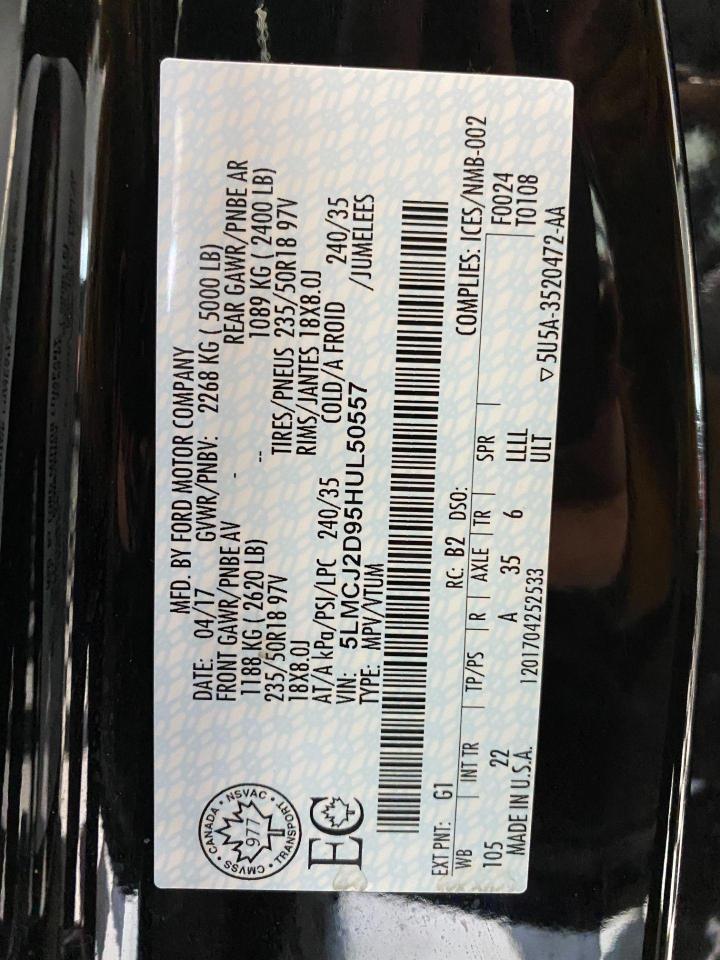 MFD. BY FORD MOTOR COMPANY
DATE: 04/17 GVWR/PNBV: 2268 KG ( 5000 LB)
FRONT GAWR/PNBE AV - REAR GAWR/PNBE AR
1188 KG ( 2620 LB) -- 1089 KG ( 2400 LB)
235/50R18 97V TIRES/PNEUS 235/50R18 97V
18X8.0J RIMS/JANTES 18X8.0J
AT/A kPa/PSI/LPC 240/35 COLD/A FROID 240/35
VIN: 5LMCJ2D95HUL50557 /JUMELEES
TYPE: MPV/VTUM
CANADA • NSVAC • TRANSPORT • CMVSS •
977
EC
COMPLIES: ICES/NMB-002
EXT PNT: G1 RC: B2 DSO: F0024
WB INT TR TP/PS R AXLE TR SPR T0108
105 22 A 35 6 LLLL
ULT
MADE IN U.S.A. 1201704252533 ▽ 5U5A-3520472-AA